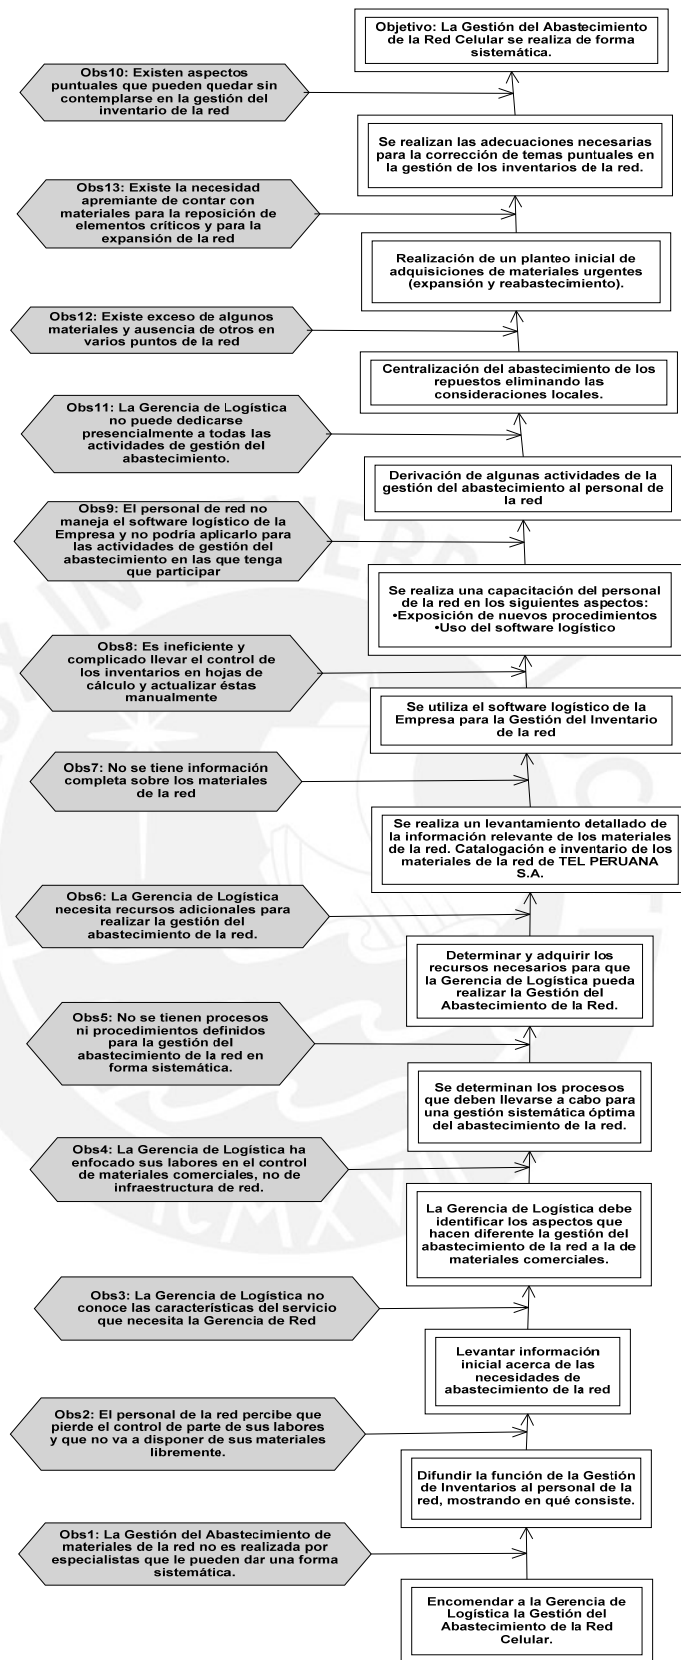 Objetivo: La Gestión del Abastecimiento
de la Red Celular se realiza de forma
sistemática.
Obs10: Existen aspectos
puntuales que pueden quedar sin
contemplarse en la gestión del
inventario de la red
Se realizan las adecuaciones necesarias
para la corrección de temas puntuales en
la gestión de los inventarios de la red.
Obs13: Existe la necesidad
apremiante de contar con
materiales para la reposición de
elementos críticos y para la
expansión de la red
Realización de un planteo inicial de
adquisiciones de materiales urgentes
(expansión y reabastecimiento).
Obs12: Existe exceso de algunos
materiales y ausencia de otros en
varios puntos de la red
Centralización del abastecimiento de los
repuestos eliminando las
consideraciones locales.
Obs11: La Gerencia de Logística
no puede dedicarse
presencialmente a todas las
actividades de gestión del
abastecimiento.
Derivación de algunas actividades de la
gestión del abastecimiento al personal de
la red
Obs9: El personal de red no
maneja el software logístico de la
Empresa y no podría aplicarlo para
las actividades de gestión del
abastecimiento en las que tenga
que participar
Se realiza una capacitación del personal
de la red en los siguientes aspectos:
•Exposición de nuevos procedimientos
•Uso del software logístico
Obs8: Es ineficiente y
complicado llevar el control de
los inventarios en hojas de
cálculo y actualizar éstas
manualmente
Se utiliza el software logístico de la
Empresa para la Gestión del Inventario
de la red
Obs7: No se tiene información
completa sobre los materiales
de la red
Se realiza un levantamiento detallado de
la información relevante de los materiales
de la red. Catalogación e inventario de los
materiales de la red de TEL PERUANA
S.A.
Obs6: La Gerencia de Logística
necesita recursos adicionales para
realizar la gestión del
abastecimiento de la red.
Determinar y adquirir los
recursos necesarios para que
la Gerencia de Logística pueda
realizar la Gestión del
Abastecimiento de la Red.
Obs5: No se tienen procesos
ni procedimientos definidos
para la gestión del
abastecimiento de la red en
forma sistemática.
Se determinan los procesos
que deben llevarse a cabo para
una gestión sistemática óptima
del abastecimiento de la red.
Obs4: La Gerencia de Logística ha
enfocado sus labores en el control
de materiales comerciales, no de
infraestructura de red.
La Gerencia de Logística debe
identificar los aspectos que
hacen diferente la gestión del
abastecimiento de la red a la de
materiales comerciales.
Obs3: La Gerencia de Logística no
conoce las características del servicio
que necesita la Gerencia de Red
Levantar información
inicial acerca de las
necesidades de
abastecimiento de la red
Obs2: El personal de la red percibe que
pierde el control de parte de sus labores
y que no va a disponer de sus materiales
libremente.
Difundir la función de la Gestión
de Inventarios al personal de la
red, mostrando en qué consiste.
Obs1: La Gestión del Abastecimiento de
materiales de la red no es realizada por
especialistas que le pueden dar una forma
sistemática.
Encomendar a la Gerencia de
Logística la Gestión del
Abastecimiento de la Red
Celular.